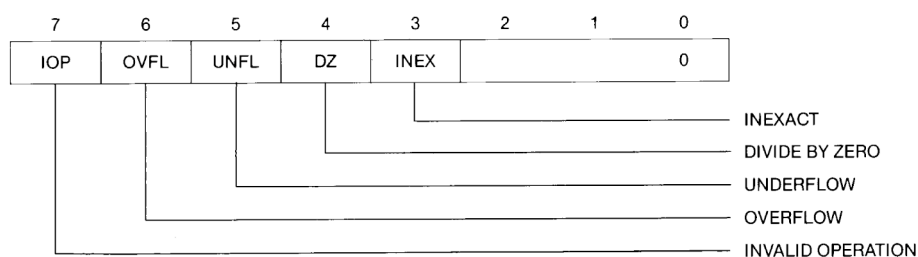 7 6 5 4 3 2 1 0
IOP OVFL UNFL DZ INEX 0
INEXACT
DIVIDE BY ZERO
UNDERFLOW
OVERFLOW
INVALID OPERATION